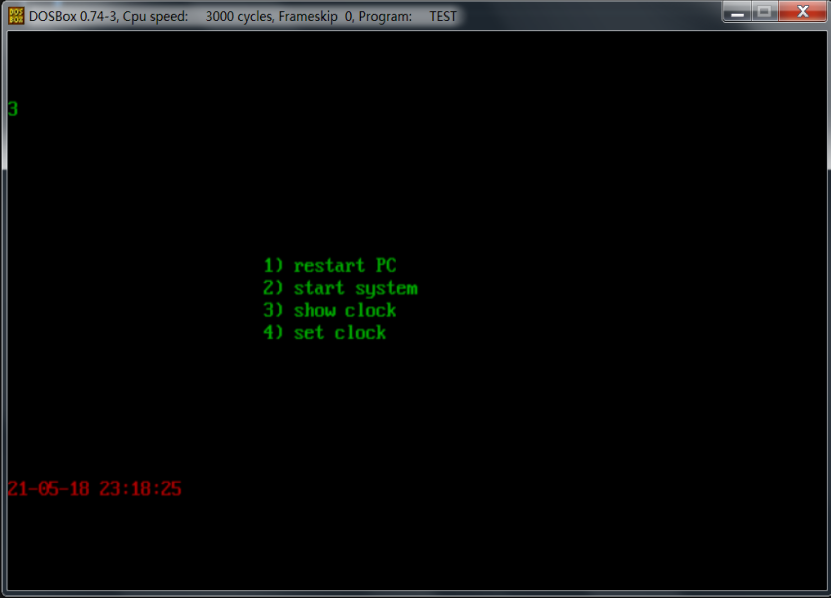 DOSBox 0.74-3, Cpu speed: 3000 cycles, Frameskip 0, Program: TEST
3
1) restart PC
2) start system
3) show clock
4) set clock
21-05-18 23:18:25